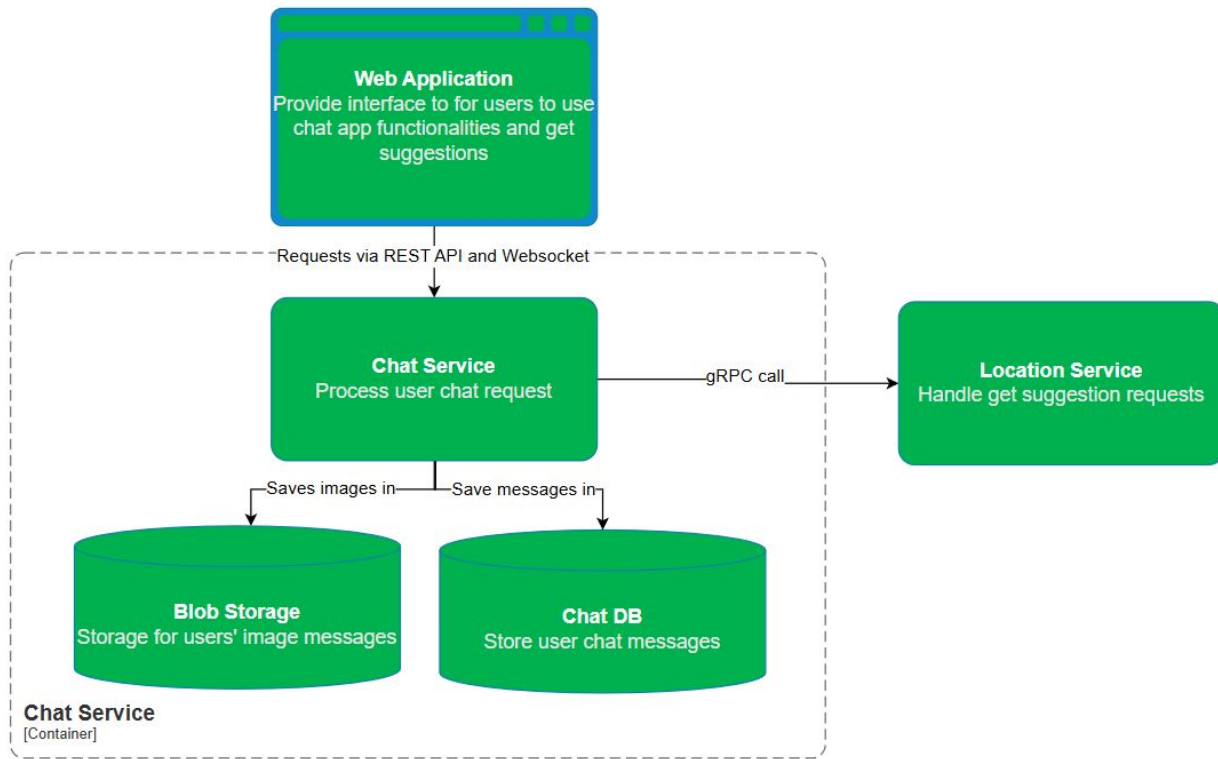 Web Application
Provide interface to for users to use
chat app functionalities and get
suggestions
Requests via REST API and Websocket
Chat Service
Process user chat request
gRPC call
Location Service
Handle get suggestion requests
Saves images in
Save messages in
Blob Storage
Storage for users' image messages
Chat DB
Store user chat messages
Chat Service
[Container]